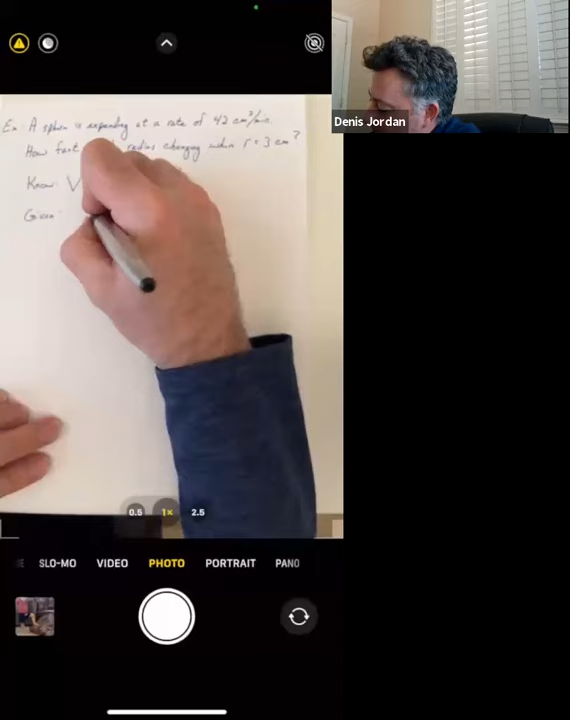 Denis Jordan
Ex: A sphere is expanding at a rate of 42 cm³/min.
How fast radius changing when r = 3 cm?
Know: V
Given:
0.5 1× 2.5
SLO-MO VIDEO PHOTO PORTRAIT PANO